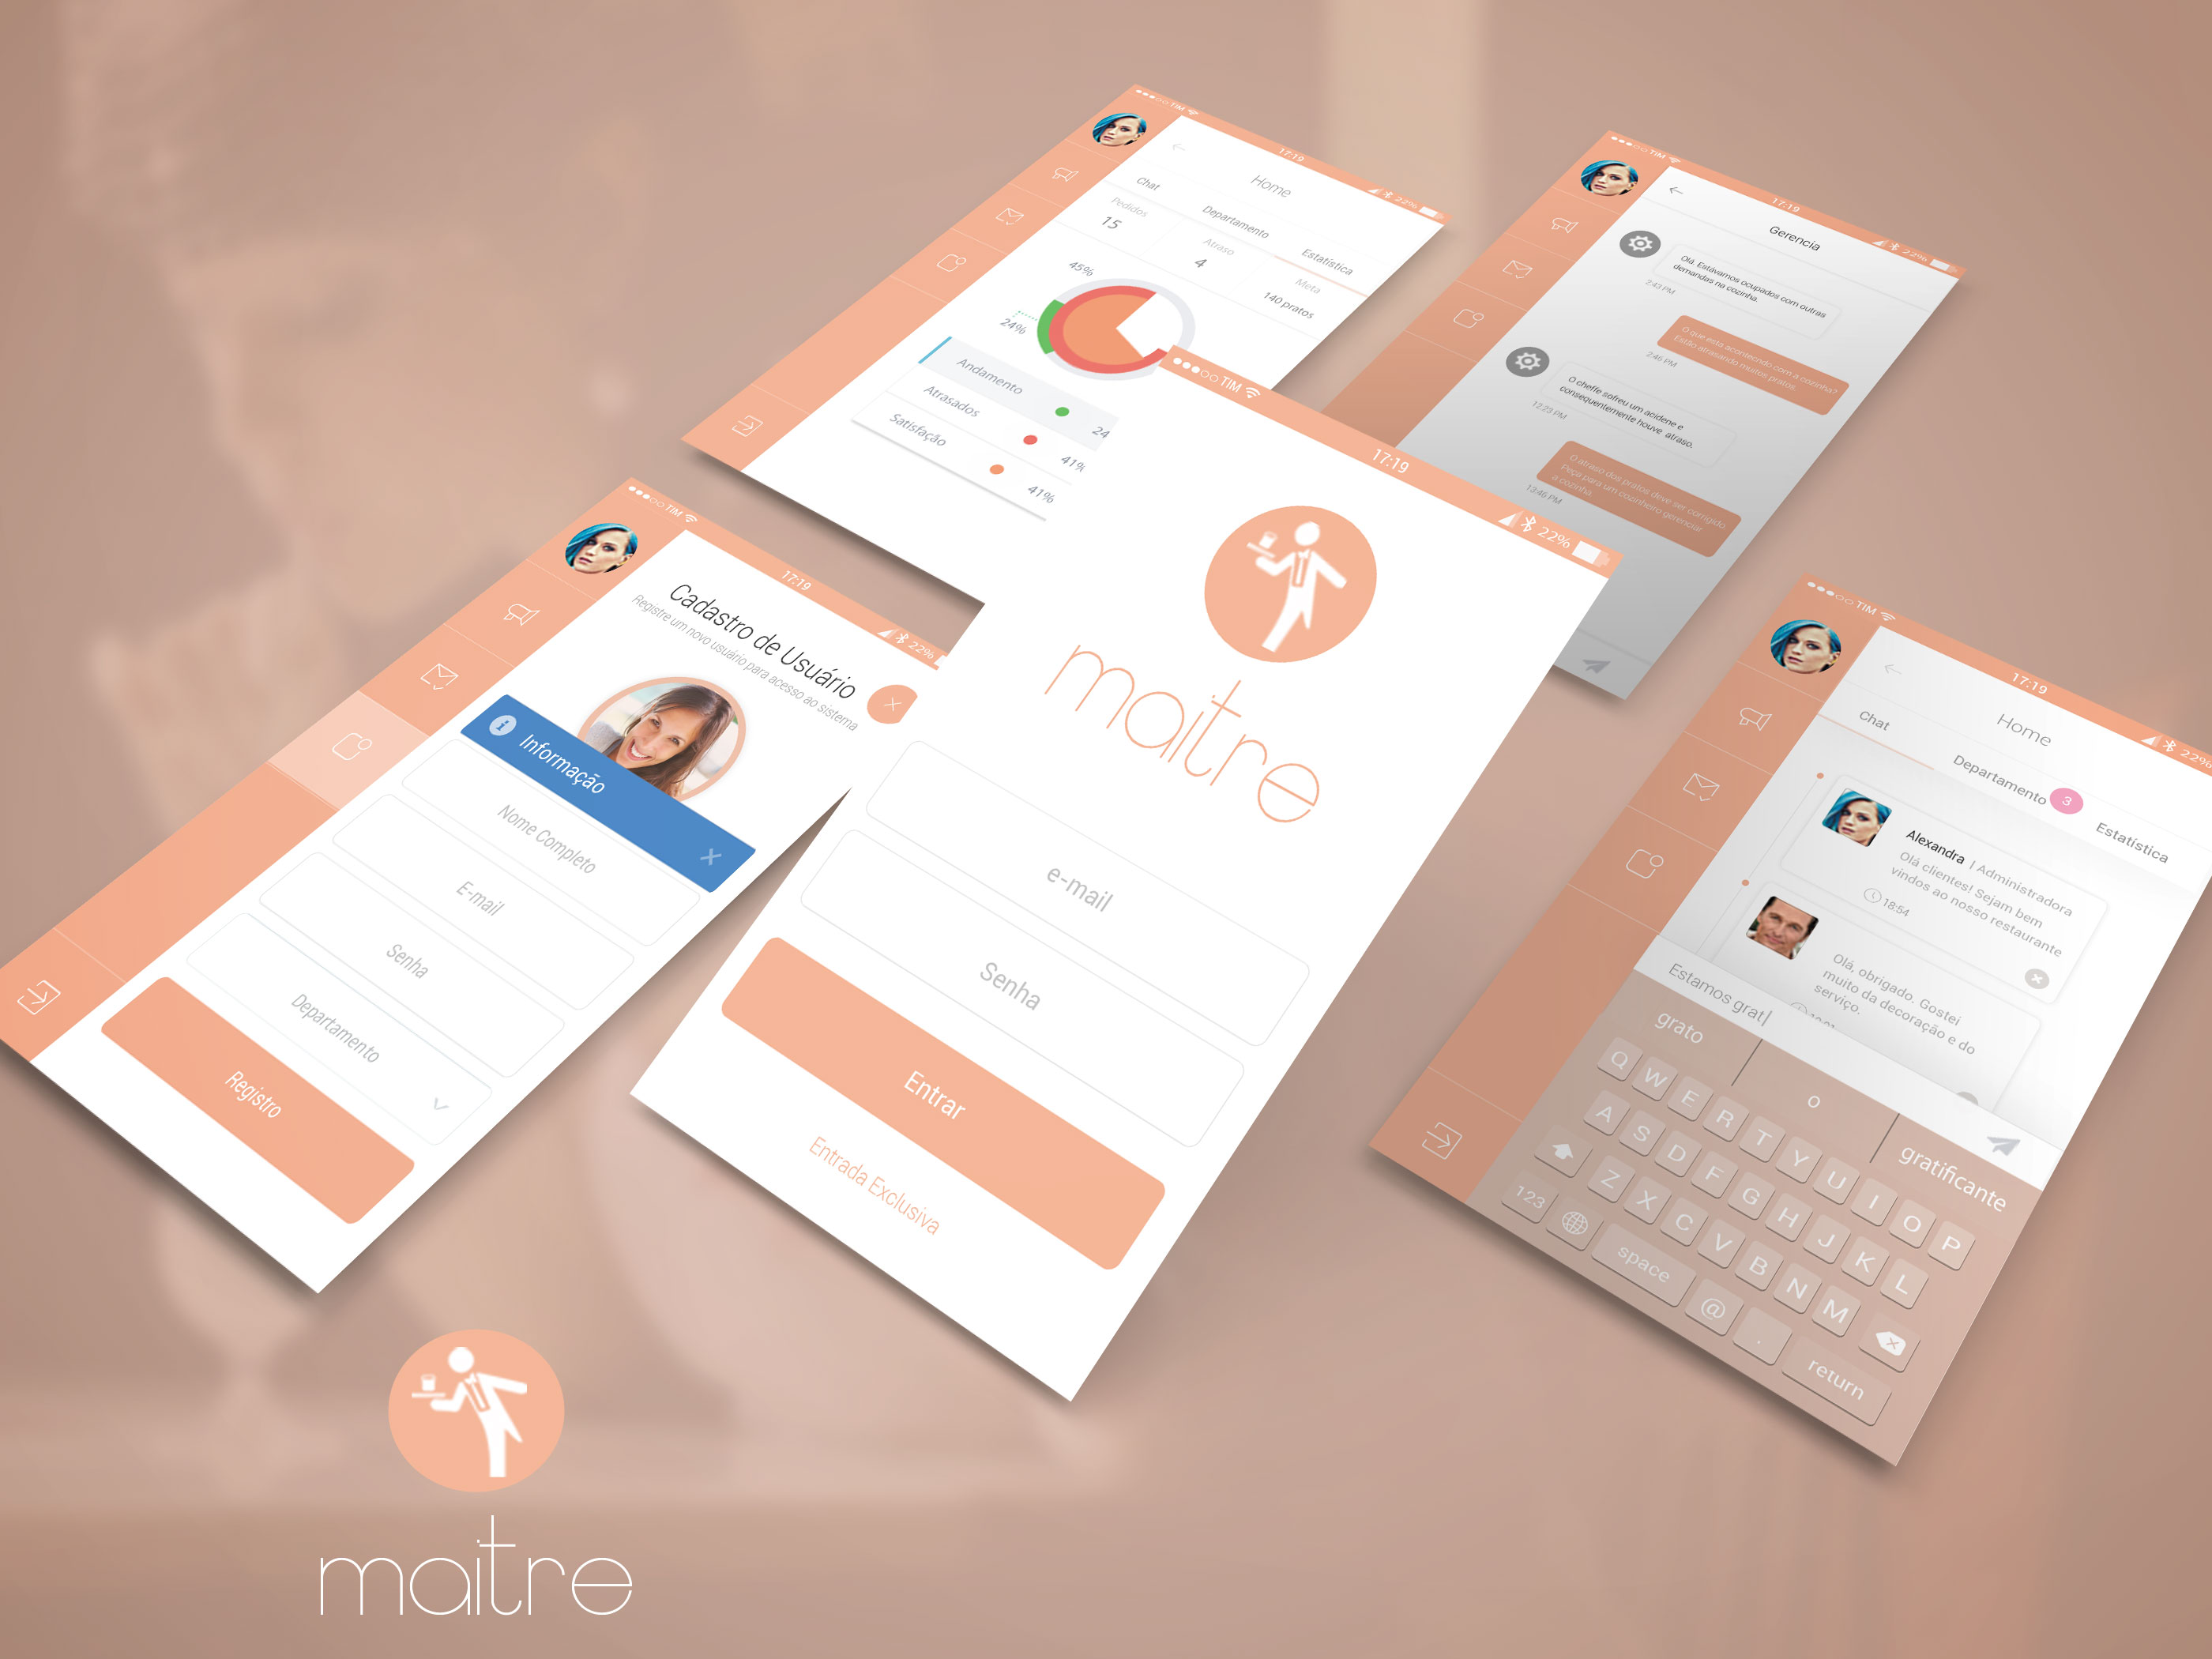 TIM
17:19
22%
Home
Chat
Departamento
Estatística
Pedidos
15
Atraso
4
Meta
140 pratos
45%
24%
Andamento
24
Atrasados
41%
Satisfação
41%
TIM
17:19
22%
Gerencia
Olá. Estávamos ocupados com outras
demandas na cozinha.
7:43 PM
O que esta acontecndo com a cozinha?
Estão atrasando muitos pratos.
2:46 PM
O cheffe sofreu um acidene e
consequentemente houve atraso.
12:23 PM
O atraso dos pratos deve ser corrigido.
Peça para um cozinheiro gerenciar
a cozinha.
13:46 PM
TIM
17:19
22%
Cadastro de Usuário
Registre um novo usuário para acesso ao sistema
Informação
Nome Completo
E-mail
Senha
Departamento
Registro
TIM
17:19
22%
maitre
e-mail
Senha
Entrar
Entrada Exclusiva
TIM
17:19
22%
Home
Chat
Departamento
3
Estatística
Alexandra | Administradora
Olá clientes! Sejam bem
vindos ao nosso restaurante
18:54
Olá, obrigado. Gostei
muito da decoração e do
serviço.
Estamos grat
grato
o
gratificante
Q W E R T Y U I O P
A S D F G H J K L
Z X C V B N M
123
space
@
.
return
maitre